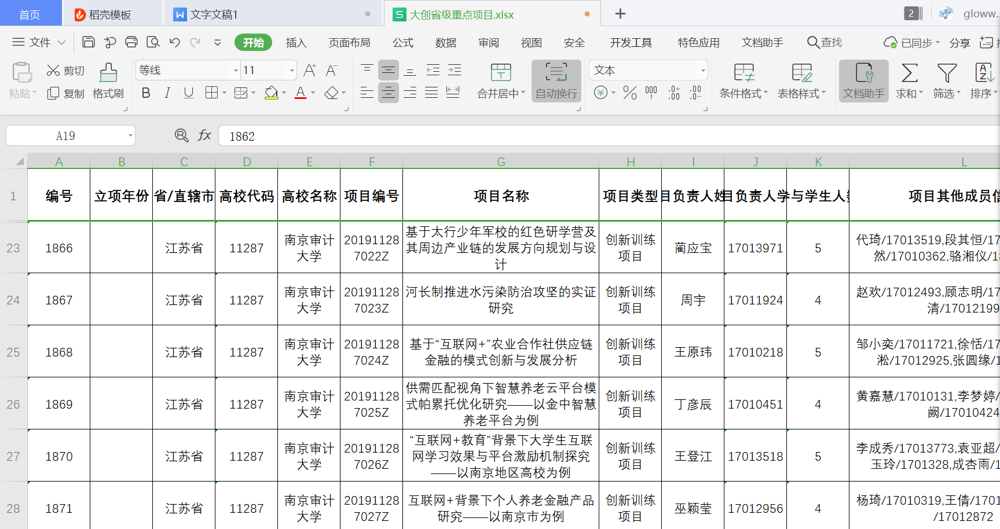 首页 稻壳模板 文字文稿1 大创省级重点项目.xlsx 2 gloww...
文件 开始 插入 页面布局 公式 数据 审阅 视图 安全 开发工具 特色应用 文档助手 查找 已同步 分享
粘贴 剪切 复制 格式刷 等线 11 合并居中 自动换行 文本 条件格式 表格样式 文档助手 求和 筛选 排序
A19 fx 1862
A B C D E F G H I J K L
1 编号 立项年份 省/直辖市 高校代码 高校名称 项目编号 项目名称 项目类型 目负责人姓 目负责人学 与学生人数 项目其他成员信
23 1866 江苏省 11287 南京审计
大学 20191128
7022Z 基于太行少年军校的红色研学营及
其周边产业链的发展方向规划与设
计 创新训练
项目 蔺应宝 17013971 5 代琦/17013519,段其恒/17
然/17010362,骆湘仪/18
24 1867 江苏省 11287 南京审计
大学 20191128
7023Z 河长制推进水污染防治攻坚的实证
研究 创新训练
项目 周宇 17011924 4 赵欢/17012493,顾志明/17
清/17012199
25 1868 江苏省 11287 南京审计
大学 20191128
7024Z 基于“互联网+”农业合作社供应链
金融的模式创新与发展分析 创新训练
项目 王原玮 17010218 5 邹小奕/17011721,徐恬/17
淞/17012925,张圆缘/1
26 1869 江苏省 11287 南京审计
大学 20191128
7025Z 供需匹配视角下智慧养老云平台模
式帕累托优化研究——以金中智慧
养老平台为例 创新训练
项目 丁彦辰 17010451 4 黄嘉慧/17010131,李梦婷/
阙/17010424
27 1870 江苏省 11287 南京审计
大学 20191128
7026Z “互联网+教育”背景下大学生互联
网学习效果与平台激励机制探究
——以南京地区高校为例 创新训练
项目 王登江 17013518 5 李成秀/17013773,袁亚超/
玉玲/1701328,成杏雨/1
28 1871 江苏省 11287 南京审计
大学 20191128
7027Z 互联网+背景下个人养老金融产品
研究——以南京市为例 创新训练
项目 巫颖莹 17012956 4 杨琦/17010319,王倩/1701
/17012872